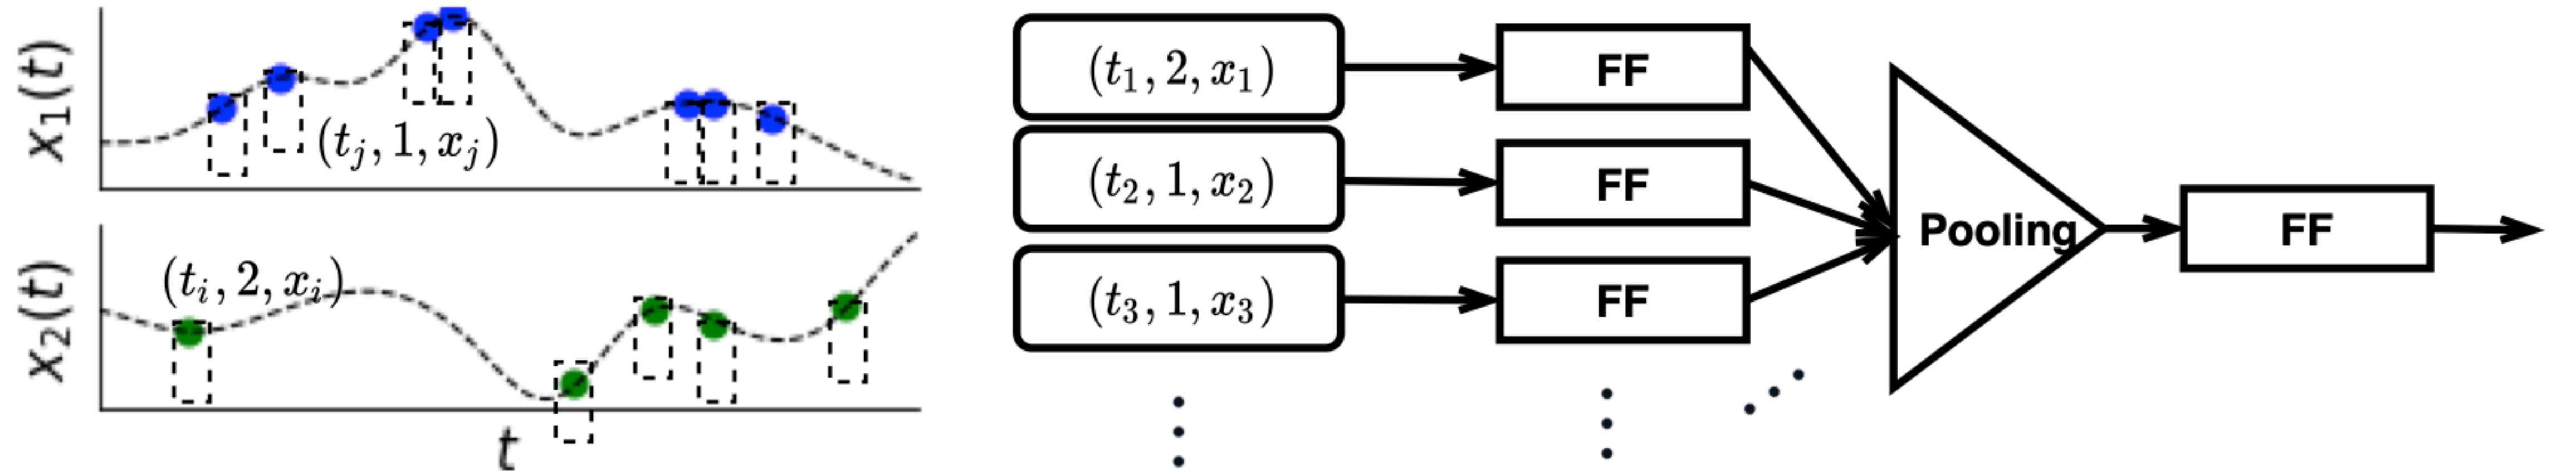 x₁(t)
(tⱼ, 1, xⱼ)
x₂(t)
(tᵢ, 2, xᵢ)
t
(t₁, 2, x₁)
FF
(t₂, 1, x₂)
FF
(t₃, 1, x₃)
FF
Pooling
FF